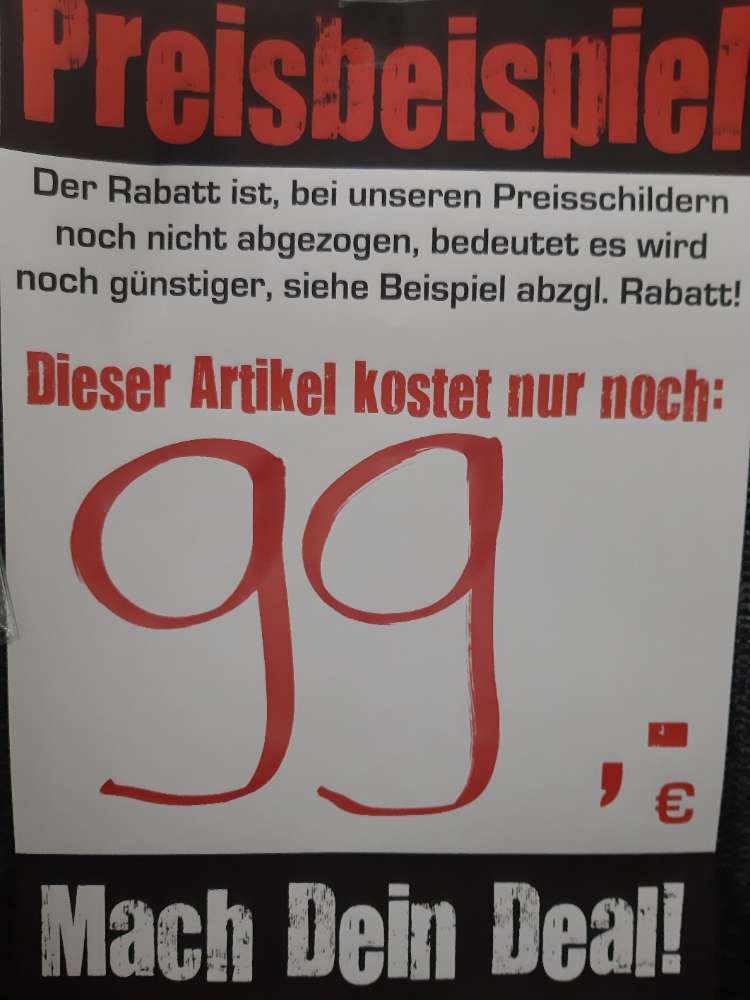 Preisbeispiel
Der Rabatt ist, bei unseren Preisschildern
noch nicht abgezogen, bedeutet es wird
noch günstiger, siehe Beispiel abzgl. Rabatt!
Dieser Artikel kostet nur noch:
99,- €
Mach Dein Deal!